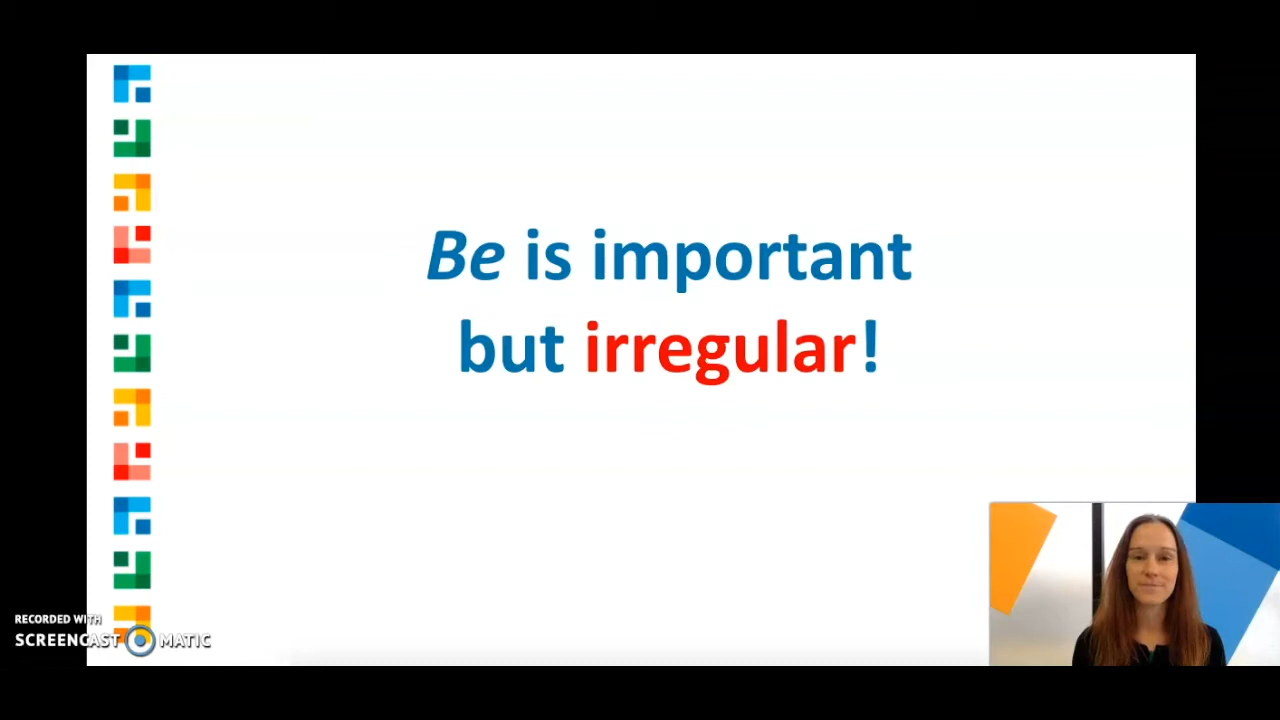 Be is important
but irregular!
RECORDED WITH
SCREENCAST MATIC